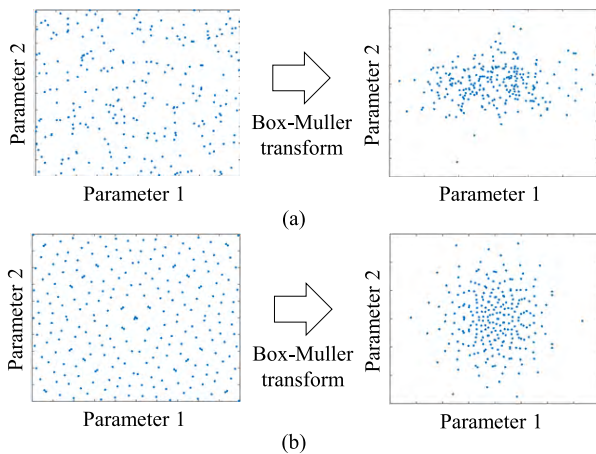 Parameter 2
Parameter 1
Box-Muller
transform
Parameter 2
Parameter 1
(a)
Parameter 2
Parameter 1
Box-Muller
transform
Parameter 2
Parameter 1
(b)